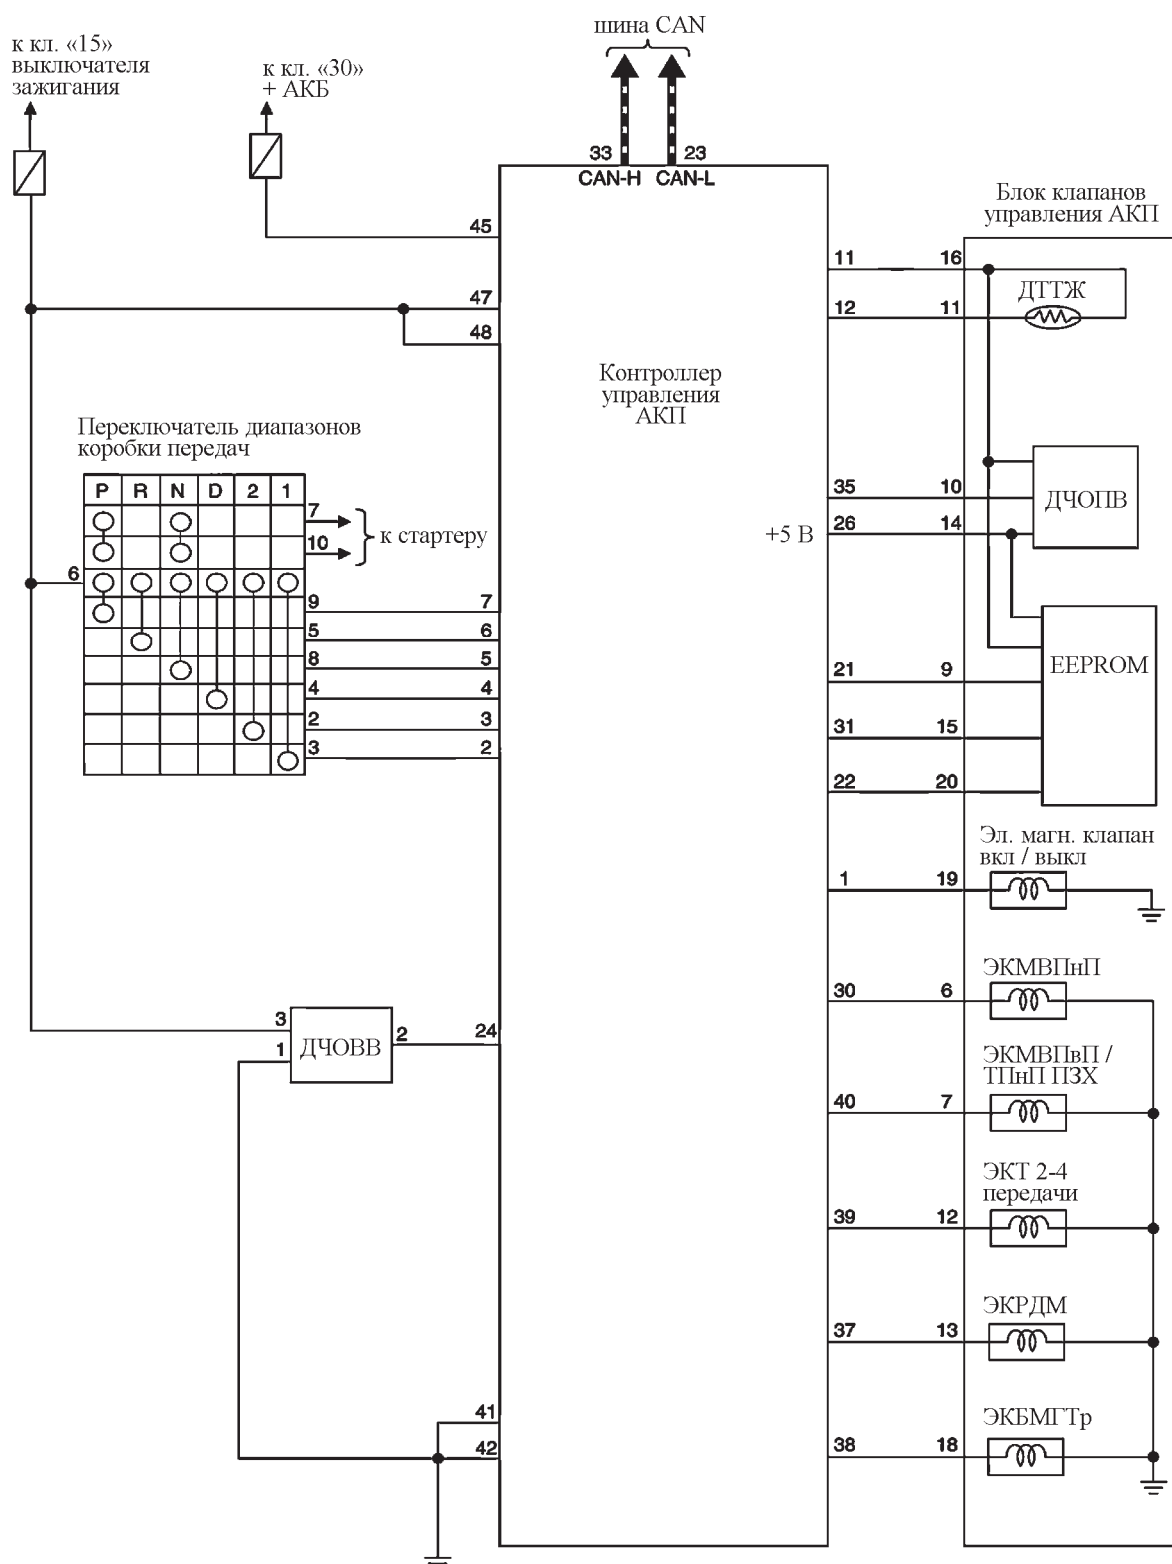 шина CAN
к кл. «15»
выключателя
зажигания
к кл. «30»
+ АКБ
33 23
CAN-H CAN-L
Блок клапанов
управления АКП
45
11 16
ДТТЖ
47
12 11
48
Контроллер
управления
АКП
Переключатель диапазонов
коробки передач
P R N D 2 1
7
к стартеру
10
35 10
ДЧОПВ
+5 В 26 14
6
9 7
5 6
8 5
4 4
2 3
3 2
EEPROM
21 9
31 15
22 20
Эл. магн. клапан
вкл / выкл
1 19
ЭКМВПнП
30 6
3
ДЧОВВ
2 24
1
ЭКМВПвП /
ТПнП ПЗХ
40 7
ЭКТ 2-4
передачи
39 12
ЭКРДМ
37 13
41
42
ЭКБМГТр
38 18